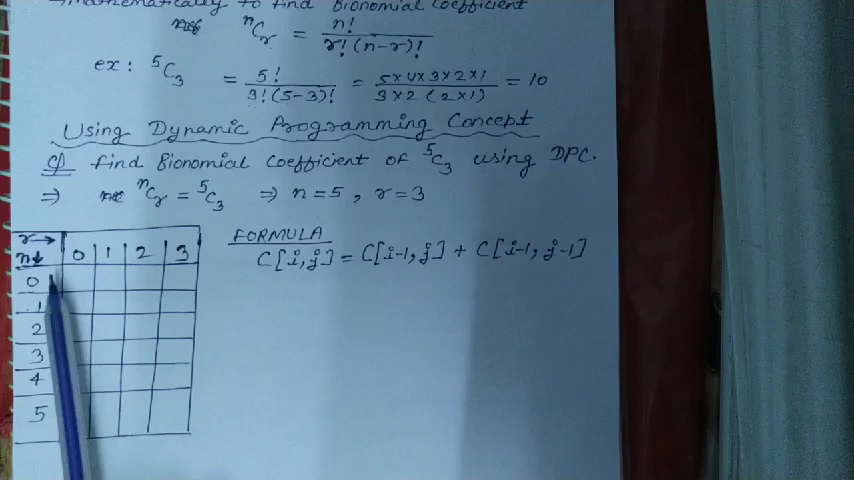 Mathematically to find Bionomial Coefficient
ⁿCᵣ = n! / r! (n-r)!
ex: ⁵C₃ = 5! / 3! (5-3)! = 5×4×3×2×1 / 3×2 (2×1) = 10
Using Dynamic Programming Concept
Q) find Bionomial Coefficient of ⁵C₃ using DPC.
⇒ ⁿCᵣ = ⁵C₃ ⇒ n=5, r=3
r→
n↓ 0 1 2 3
0
1
2
3
4
5
FORMULA
C[i,j] = C[i-1, j] + C[i-1, j-1]